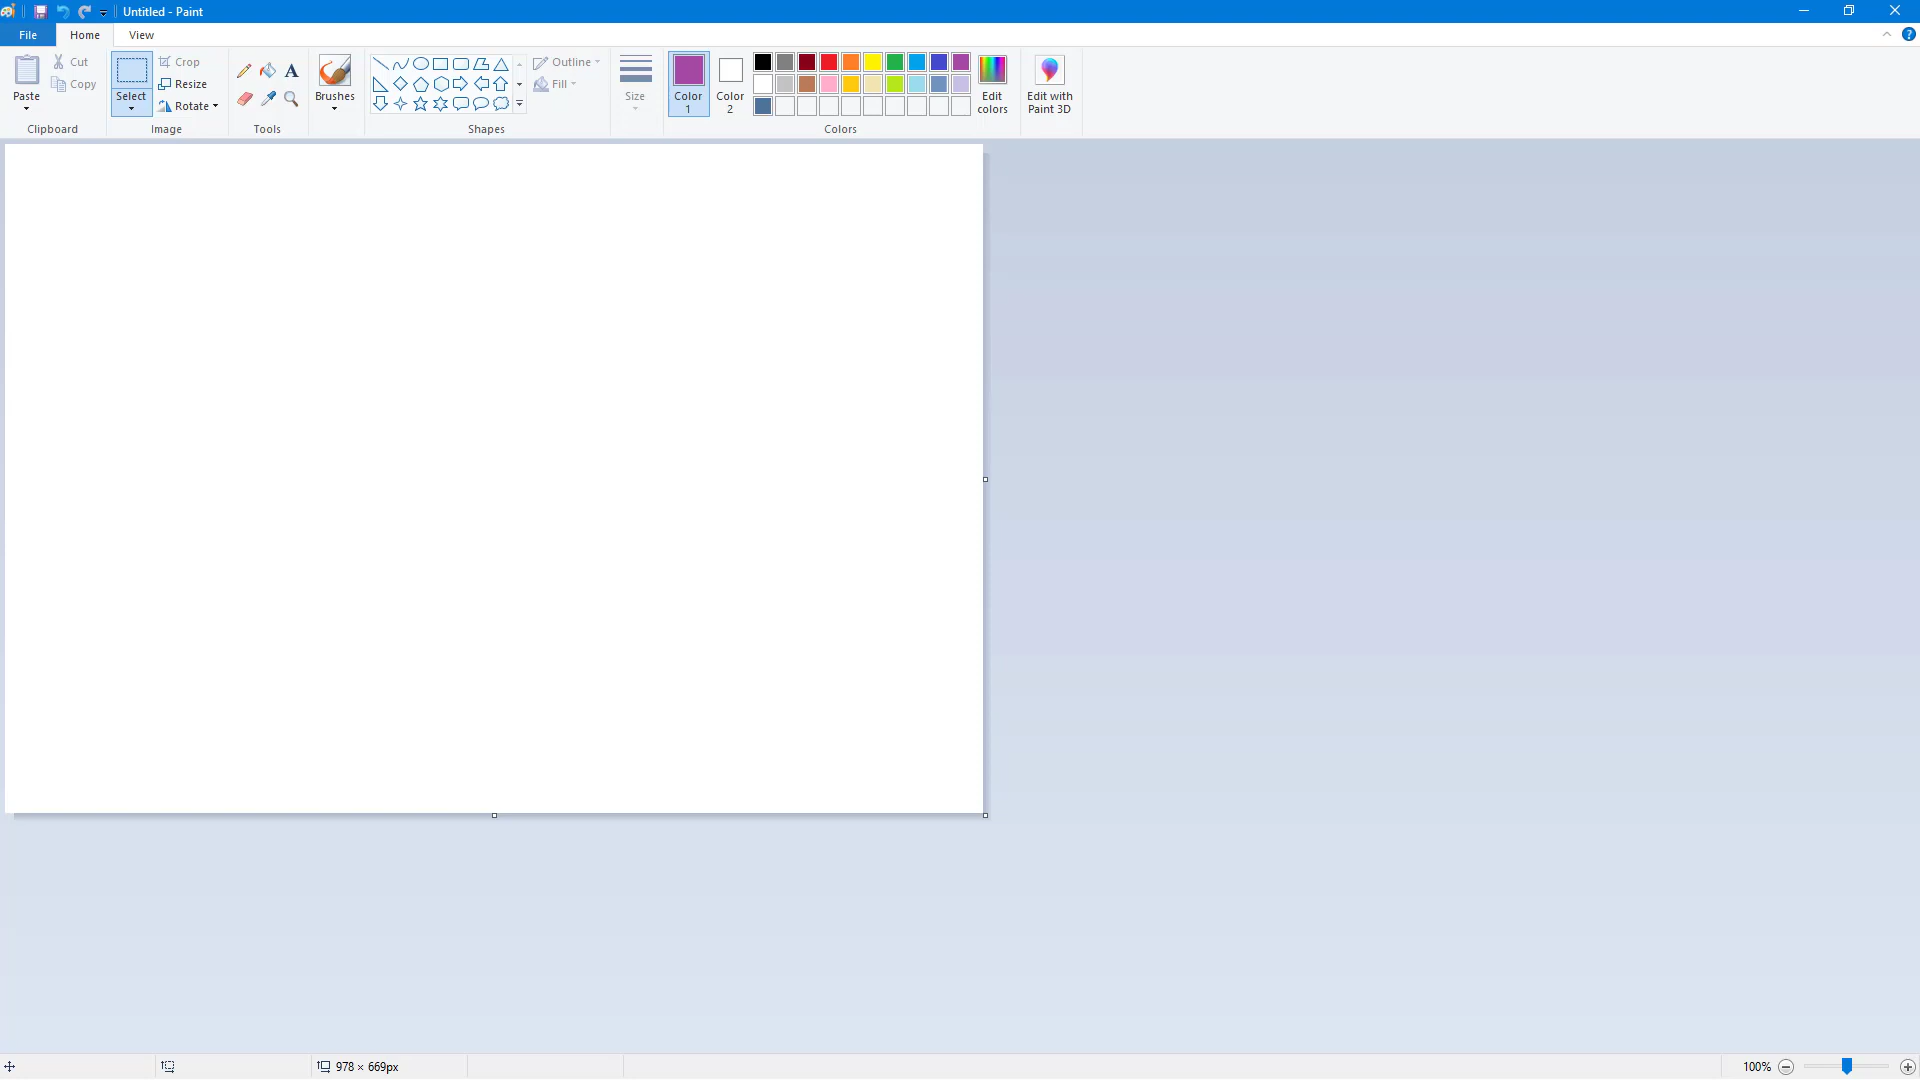 Untitled - Paint
File
Home
View
Paste
Cut
Copy
Clipboard
Select
Crop
Resize
Rotate
Image
A
Tools
Brushes
Shapes
Outline
Fill
Size
Color
1
Color
2
Edit
colors
Colors
Edit with
Paint 3D
?
978 × 669px
100%